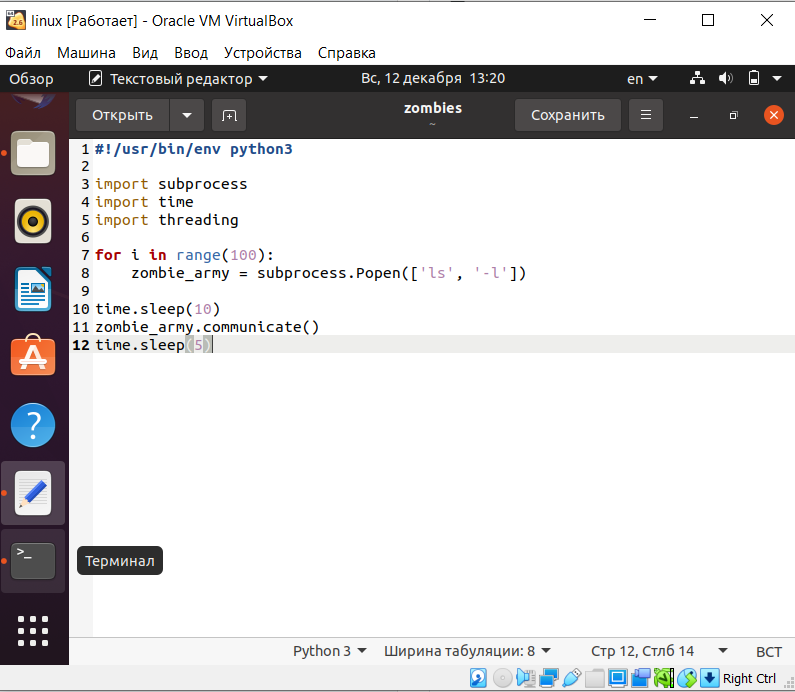 linux [Работает] - Oracle VM VirtualBox
Файл Машина Вид Ввод Устройства Справка
Обзор Текстовый редактор Вс, 12 декабря 13:20 en
Открыть zombies Сохранить
~
1 #!/usr/bin/env python3
2
3 import subprocess
4 import time
5 import threading
6
7 for i in range(100):
8     zombie_army = subprocess.Popen(['ls', '-l'])
9
10 time.sleep(10)
11 zombie_army.communicate()
12 time.sleep(5)
Терминал
Python 3 Ширина табуляции: 8 Стр 12, Стлб 14 ВСТ
Right Ctrl